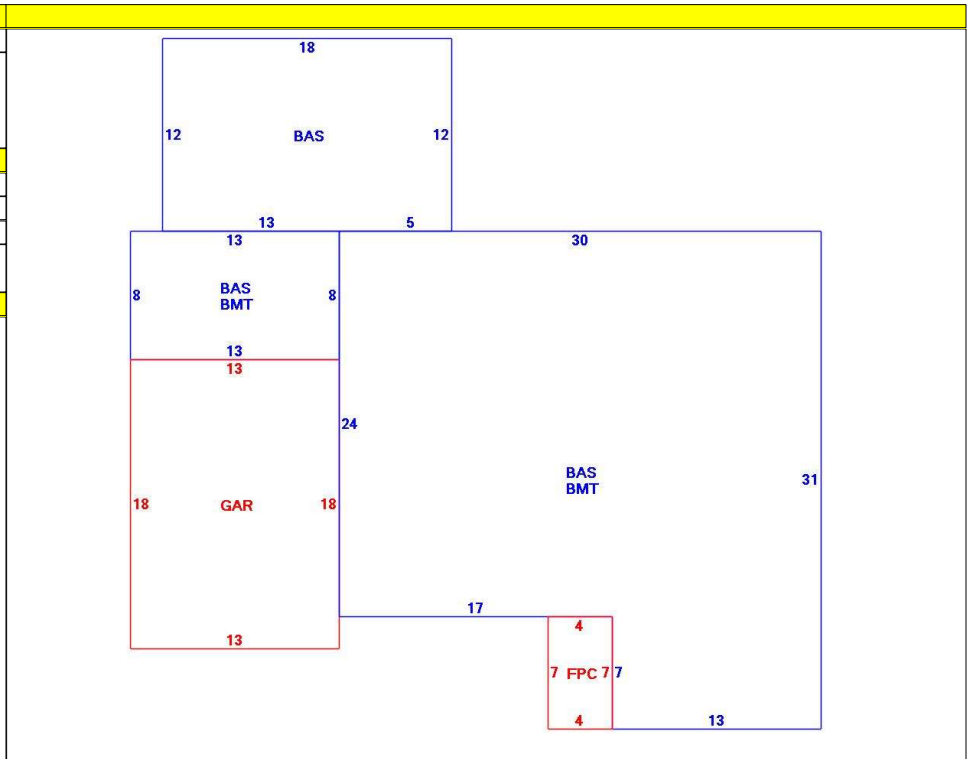 18
12 BAS 12
13 5
13 30
8 BAS 8
BMT
13
13
24
BAS 31
BMT
18 GAR 18
17
4
13
7 FPC 7 7
4 13